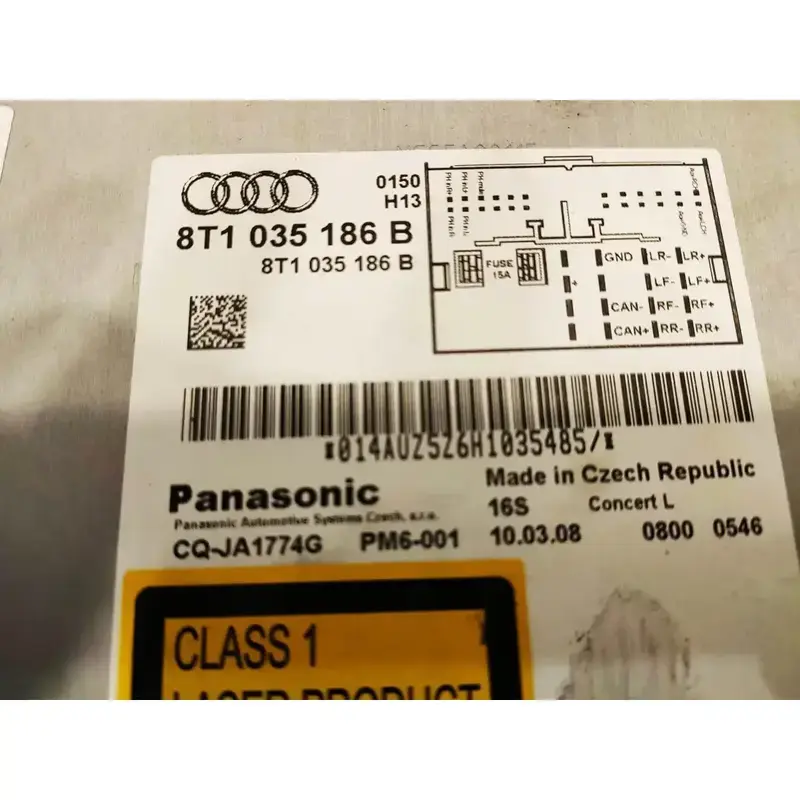 0150
H13
8T1 035 186 B
8T1 035 186 B
FUSE
15A
GND LR- LR+
+ LF- LF+
CAN- RF- RF+
CAN+ RR- RR+
*014AUZ5Z6H1035485/*
Panasonic
Made in Czech Republic
Panasonic Automotive Systems Czech, s.r.o.
16S Concert L
CQ-JA1774G PM6-001 10.03.08 0800 0546
CLASS 1
LASER PRODUCT